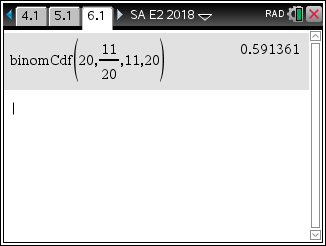 4.1 5.1 6.1 SA E2 2018 RAD
binomCdf(20,11/20,11,20) 0.591361